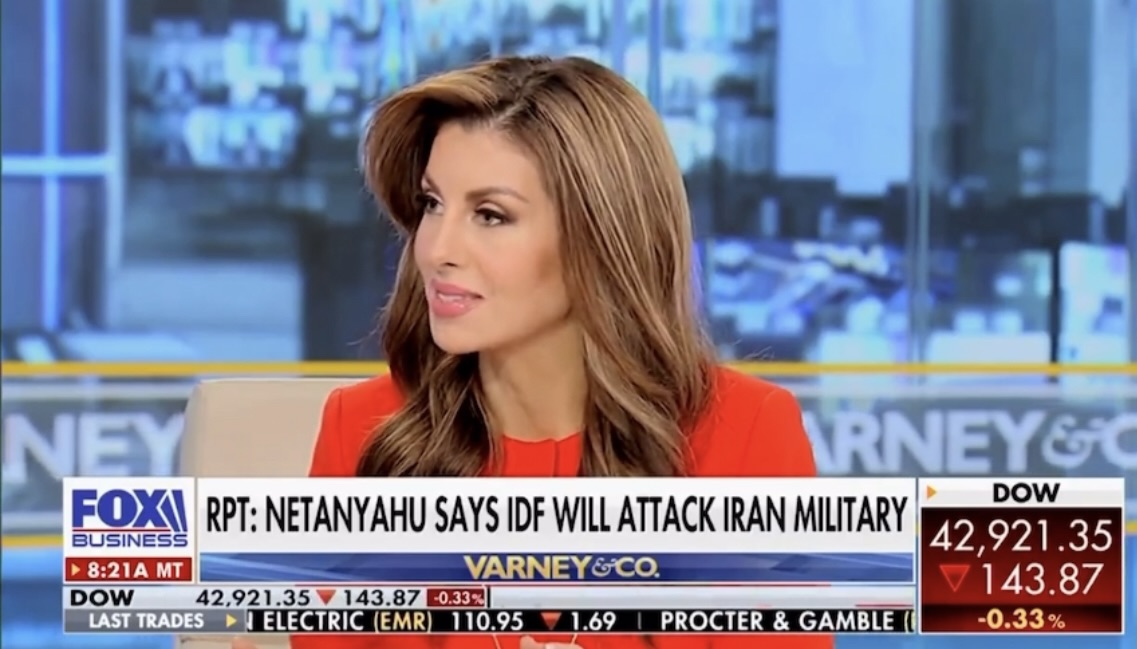 NEY
ARNEY&C
FOX
BUSINESS
8:21A MT
RPT: NETANYAHU SAYS IDF WILL ATTACK IRAN MILITARY
VARNEY&CO.
DOW
42,921.35
▼ 143.87
-0.33%
DOW 42,921.35 ▼ 143.87 -0.33%
LAST TRADES
ELECTRIC (EMR) 110.95 ▼ 1.69 | PROCTER & GAMBLE (